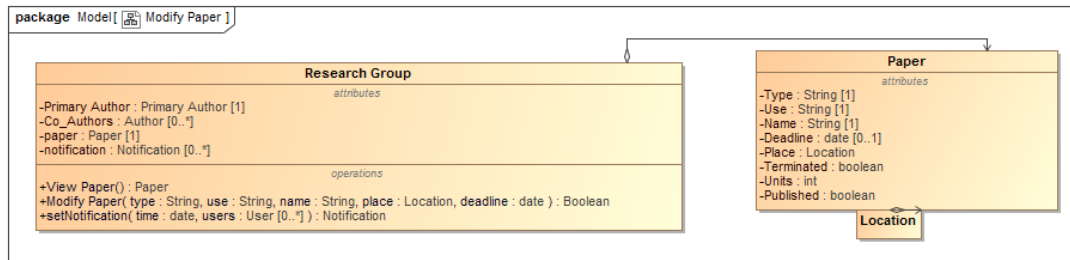 package Model[ Modify Paper ]
Research Group
attributes
-Primary Author : Primary Author [1]
-Co_Authors : Author [0..*]
-paper : Paper [1]
-notification : Notification [0..*]
operations
+View Paper() : Paper
+Modify Paper( type : String, use : String, name : String, place : Location, deadline : date ) : Boolean
+setNotification( time : date, users : User [0..*] ) : Notification
Paper
attributes
-Type : String [1]
-Use : String [1]
-Name : String [1]
-Deadline : date [0..1]
-Place : Location
-Terminated : boolean
-Units : int
-Published : boolean
Location